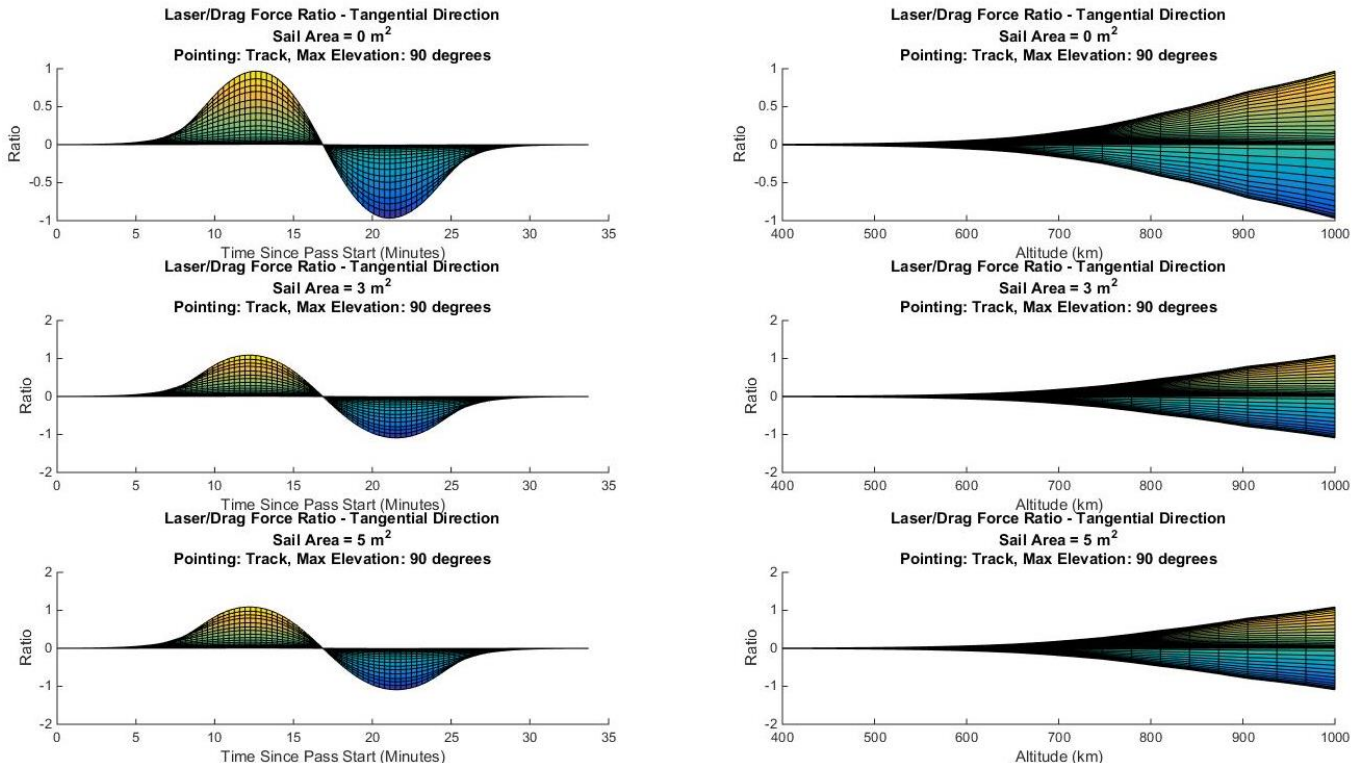 Laser/Drag Force Ratio - Tangential Direction
Sail Area = 0 m²
Pointing: Track, Max Elevation: 90 degrees
1
0.5
0
-0.5
-1
Ratio
0 5 10 15 20 25 30 35
Time Since Pass Start (Minutes)
Laser/Drag Force Ratio - Tangential Direction
Sail Area = 0 m²
Pointing: Track, Max Elevation: 90 degrees
1
0.5
0
-0.5
-1
Ratio
400 500 600 700 800 900 1000
Altitude (km)
Laser/Drag Force Ratio - Tangential Direction
Sail Area = 3 m²
Pointing: Track, Max Elevation: 90 degrees
2
1
0
-1
-2
Ratio
0 5 10 15 20 25 30 35
Time Since Pass Start (Minutes)
Laser/Drag Force Ratio - Tangential Direction
Sail Area = 3 m²
Pointing: Track, Max Elevation: 90 degrees
2
1
0
-1
-2
Ratio
400 500 600 700 800 900 1000
Altitude (km)
Laser/Drag Force Ratio - Tangential Direction
Sail Area = 5 m²
Pointing: Track, Max Elevation: 90 degrees
2
1
0
-1
-2
Ratio
0 5 10 15 20 25 30 35
Time Since Pass Start (Minutes)
Laser/Drag Force Ratio - Tangential Direction
Sail Area = 5 m²
Pointing: Track, Max Elevation: 90 degrees
2
1
0
-1
-2
Ratio
400 500 600 700 800 900 1000
Altitude (km)